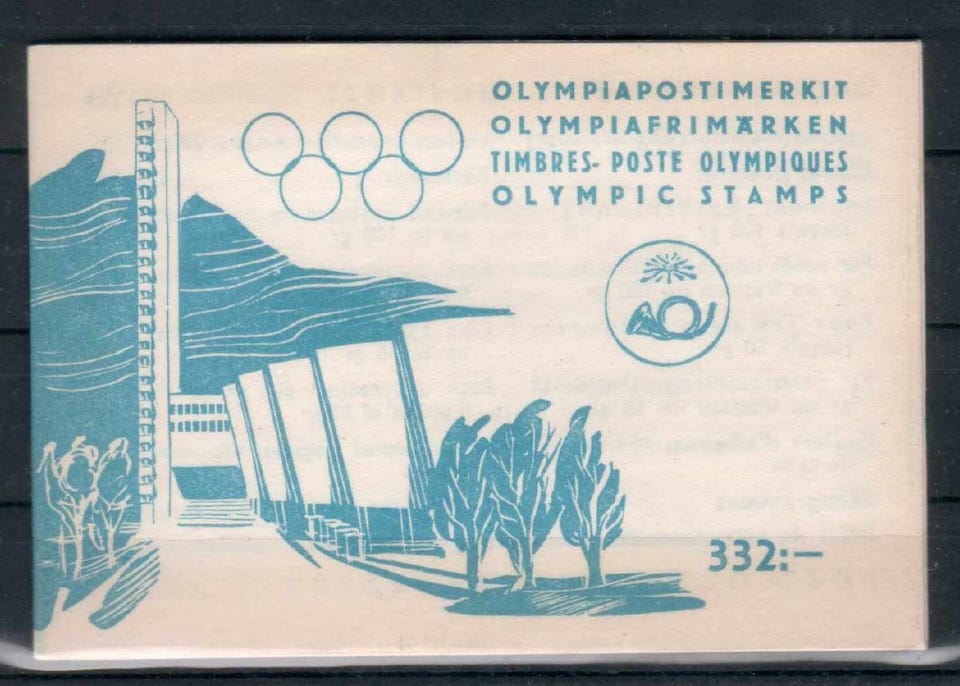 OLYMPIAPOSTIMERKIT
OLYMPIAFRIMÄRKEN
TIMBRES-POSTE OLYMPIQUES
OLYMPIC STAMPS
332:—